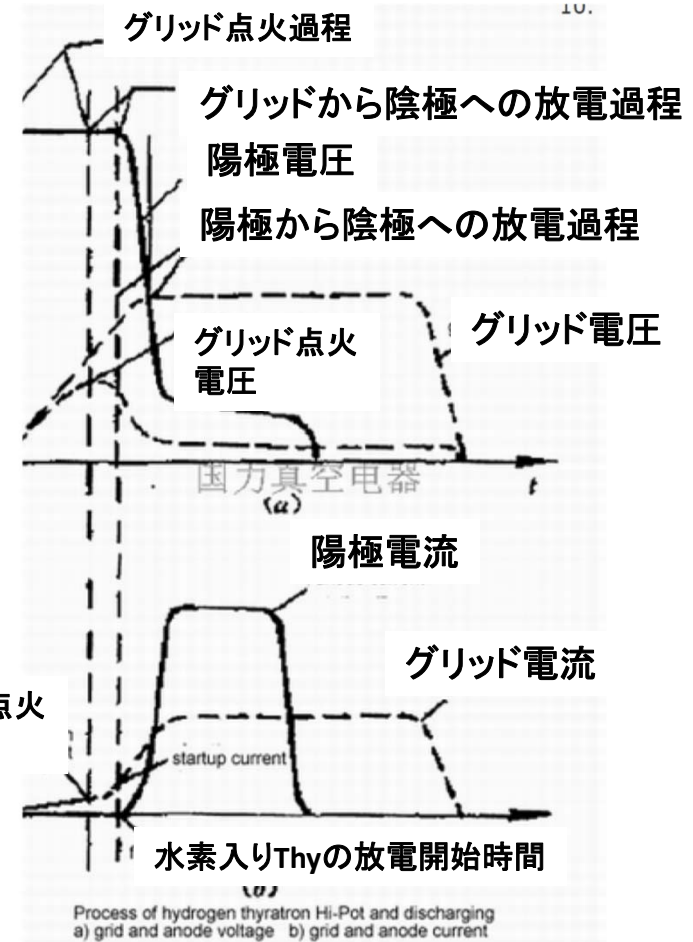 10.
グリッド点火過程
グリッドから陰極への放電過程
陽極電圧
陽極から陰極への放電過程
グリッド電圧
グリッド点火
電圧
国力真空电器
t
(a)
陽極電流
グリッド電流
点火
startup current
水素入りThyの放電開始時間
Process of hydrogen thyratron Hi-Pot and discharging
a) grid and anode voltage b) grid and anode current